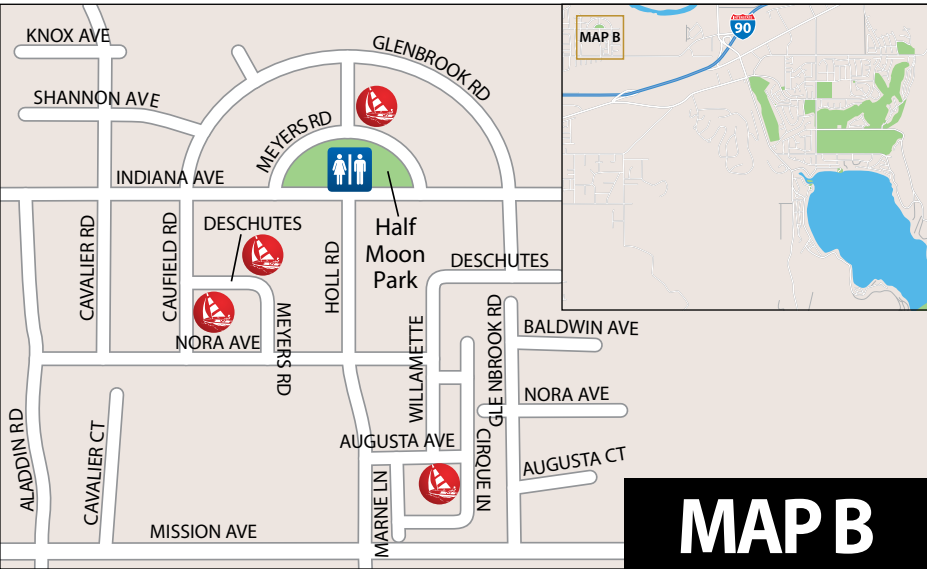 KNOX AVE
GLENBROOK RD
SHANNON AVE
MEYERS RD
INDIANA AVE
CAVALIER RD
CAUFIELD RD
DESCHUTES
HOLL RD
Half
Moon
Park
DESCHUTES
MEYERS RD
NORA AVE
WILLAMETTE
GLENBROOK RD
BALDWIN AVE
NORA AVE
ALADDIN RD
CAVALIER CT
AUGUSTA AVE
MARNE LN
CIRQUE IN
AUGUSTA CT
MISSION AVE
MAP B
90
MAP B